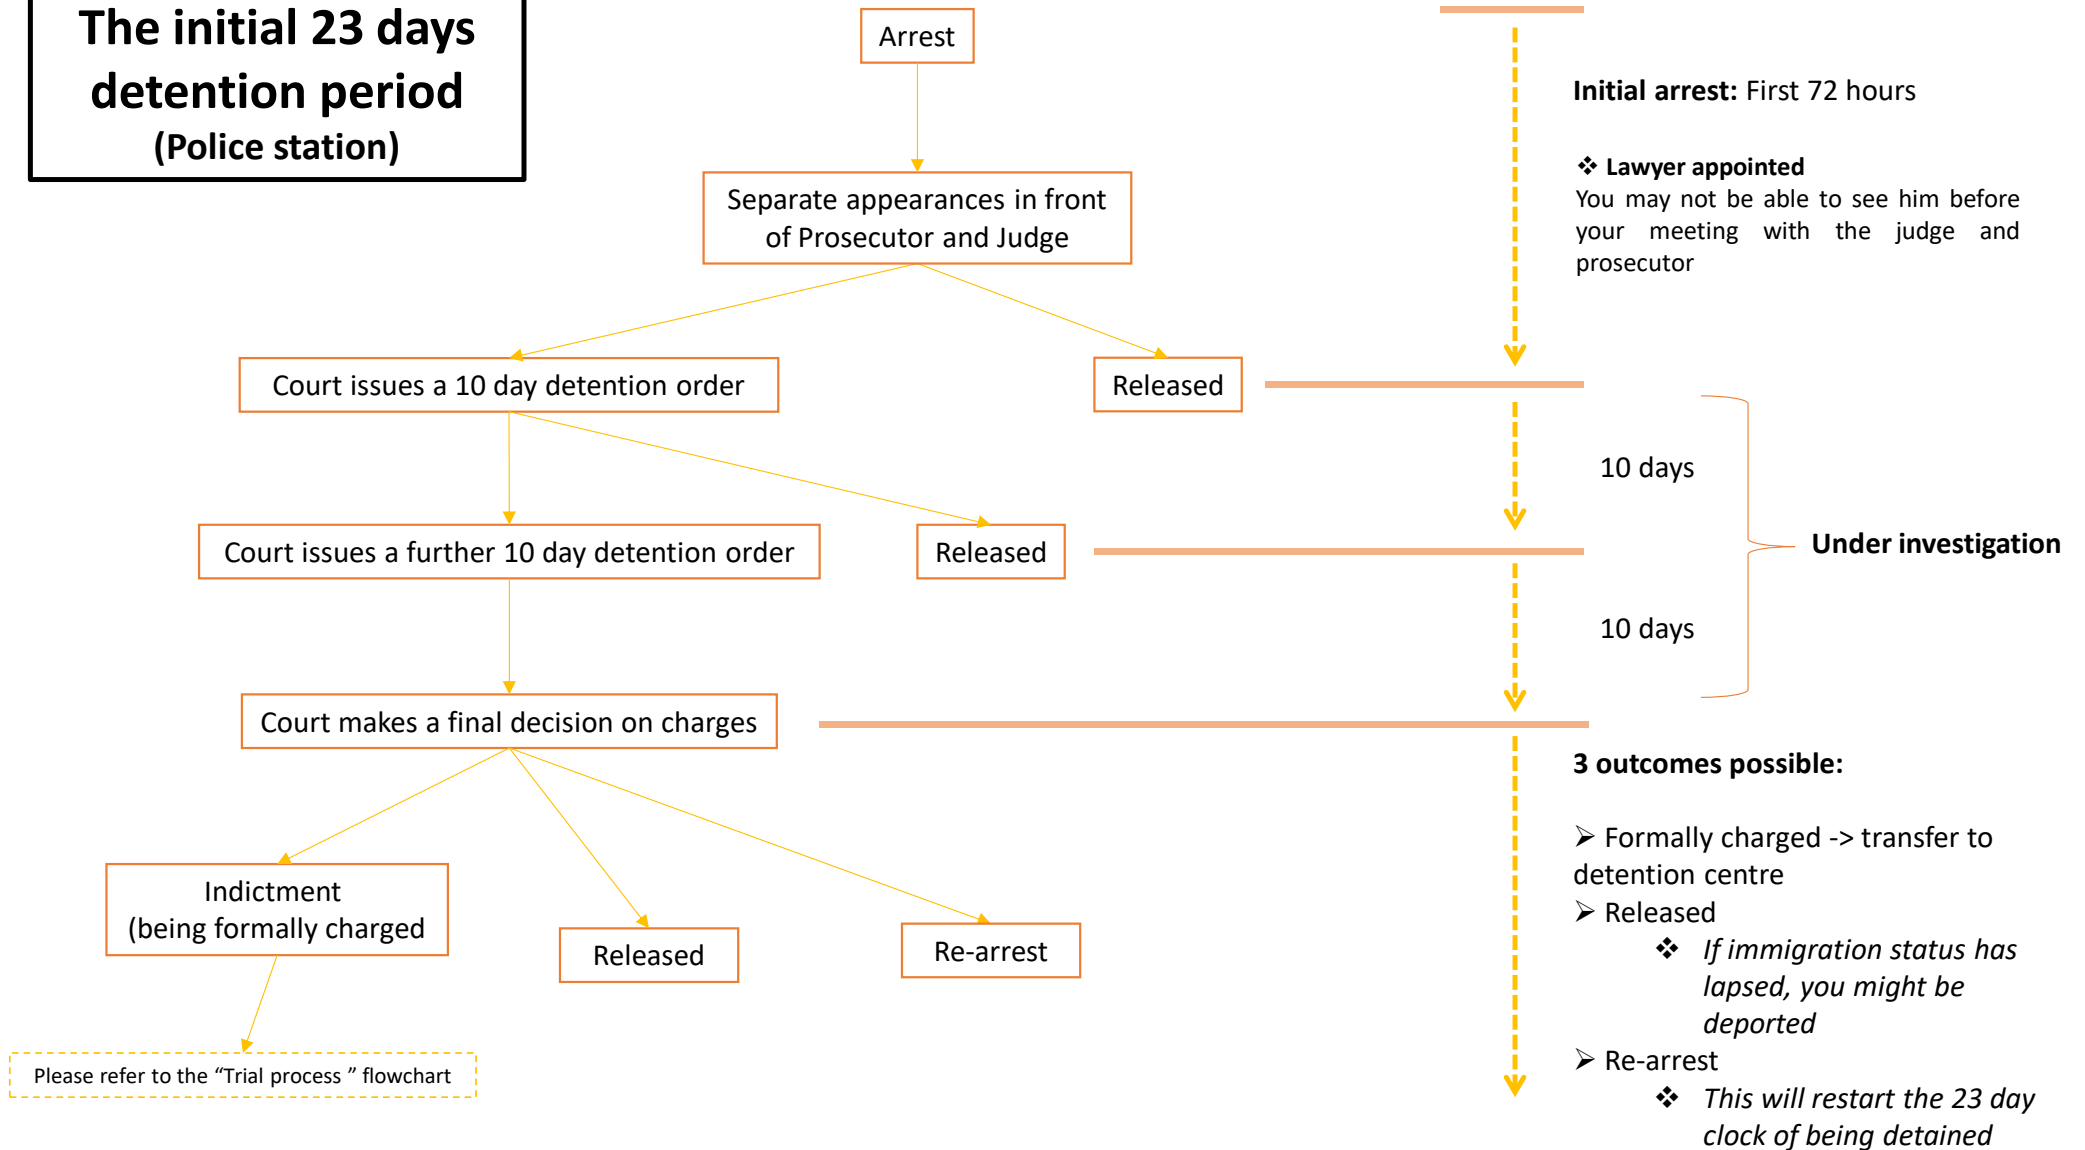 The initial 23 days
detention period
(Police station)
Arrest
Initial arrest: First 72 hours
❖ Lawyer appointed
You may not be able to see him before
your meeting with the judge and
prosecutor
Separate appearances in front
of Prosecutor and Judge
Court issues a 10 day detention order
Released
10 days
Court issues a further 10 day detention order
Released
Under investigation
10 days
Court makes a final decision on charges
3 outcomes possible:
➢ Formally charged -> transfer to
detention centre
➢ Released
❖ If immigration status has
lapsed, you might be
deported
➢ Re-arrest
❖ This will restart the 23 day
clock of being detained
Indictment
(being formally charged
Released
Re-arrest
Please refer to the “Trial process ” flowchart